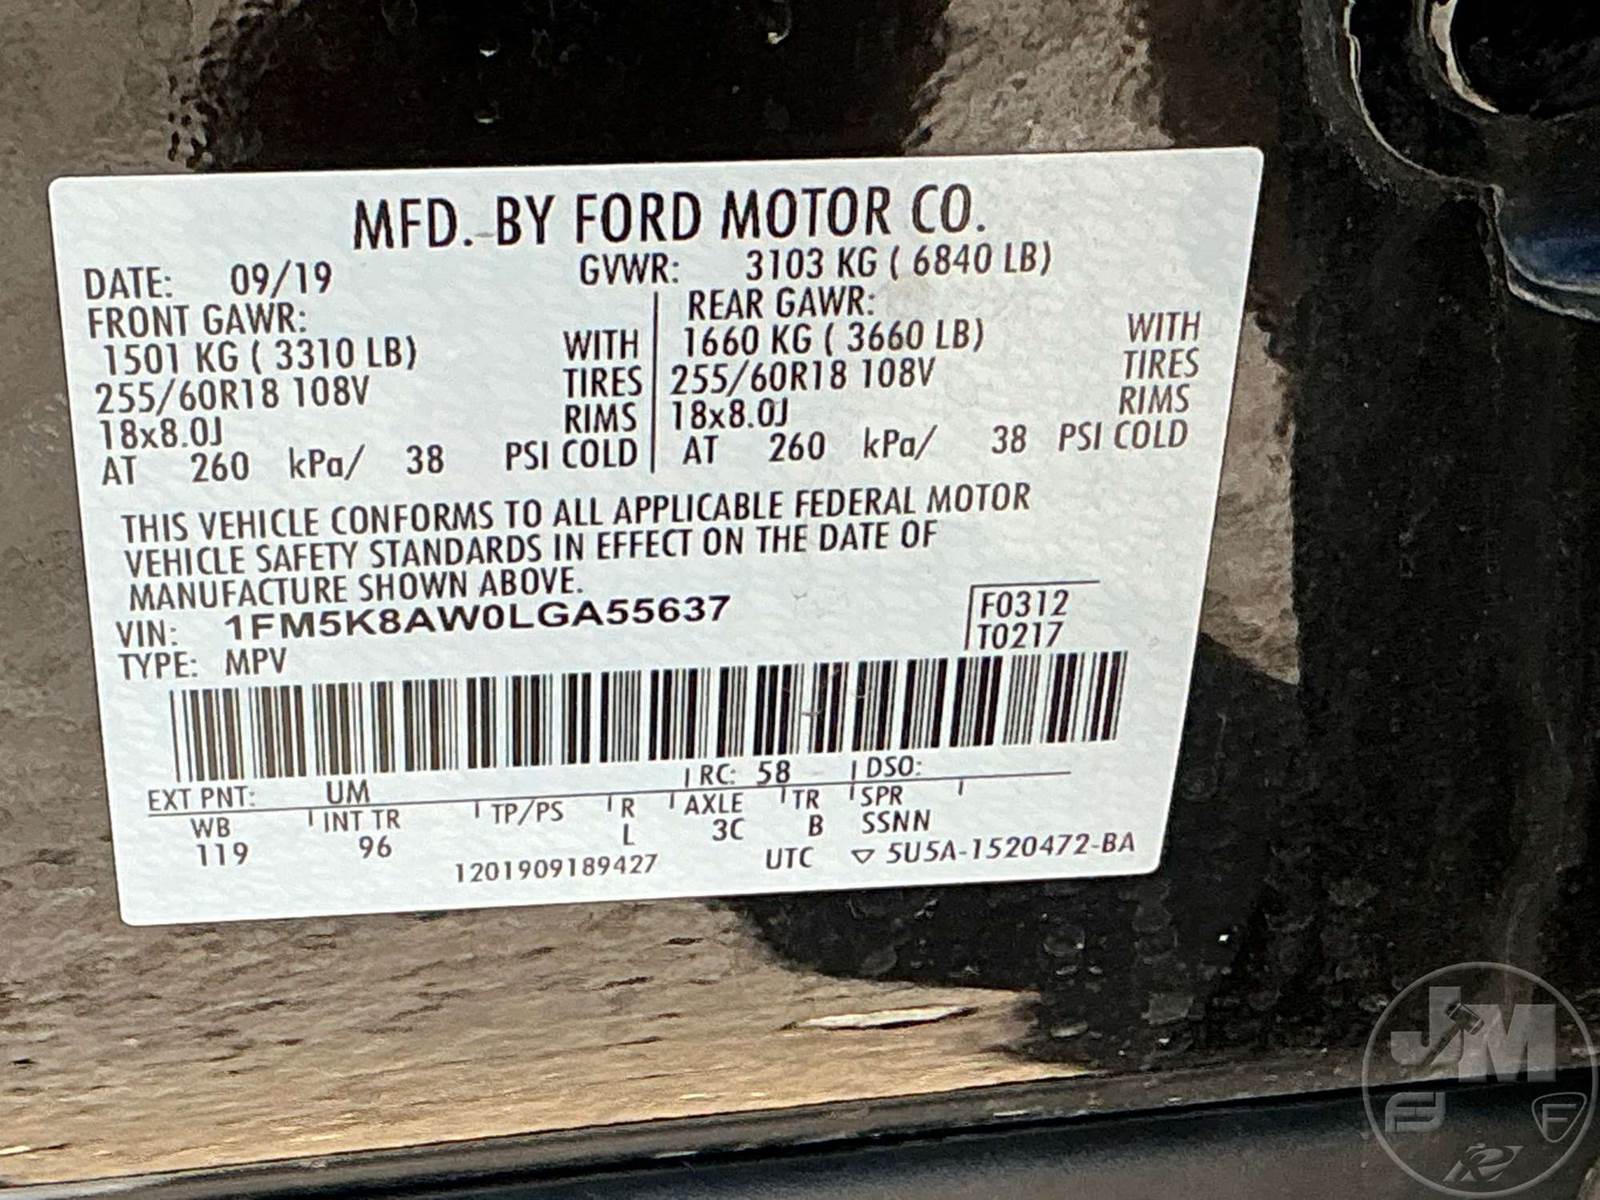 MFD. BY FORD MOTOR CO.
DATE: 09/19 GVWR: 3103 KG ( 6840 LB)
FRONT GAWR: REAR GAWR:
1501 KG ( 3310 LB) WITH 1660 KG ( 3660 LB) WITH
255/60R18 108V TIRES 255/60R18 108V TIRES
18x8.0J RIMS 18x8.0J RIMS
AT 260 kPa/ 38 PSI COLD AT 260 kPa/ 38 PSI COLD
THIS VEHICLE CONFORMS TO ALL APPLICABLE FEDERAL MOTOR
VEHICLE SAFETY STANDARDS IN EFFECT ON THE DATE OF
MANUFACTURE SHOWN ABOVE.
VIN: 1FM5K8AW0LGA55637 F0312
TYPE: MPV T0217
EXT PNT: UM RC: 58 DSO:
WB INT TR TP/PS R AXLE TR SPR
119 96 L 3C B SSNN
1201909189427 UTC ▽ 5U5A-1520472-BA
JM
F